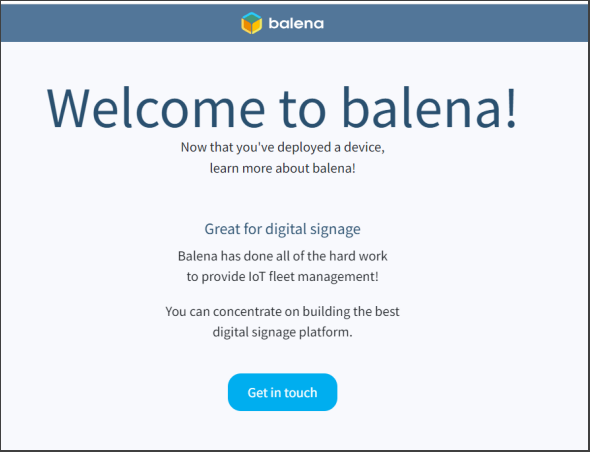 balena
Welcome to balena!
Now that you've deployed a device,
learn more about balena!
Great for digital signage
Balena has done all of the hard work
to provide IoT fleet management!
You can concentrate on building the best
digital signage platform.
Get in touch